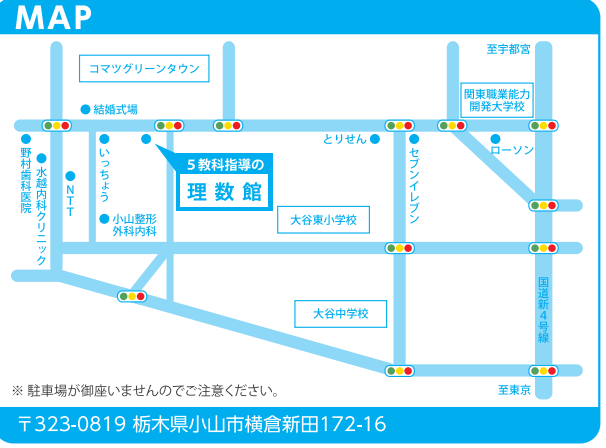 MAP
至宇都宮
コマツグリーンタウン
関東職業能力
開発大学校
結婚式場
野村歯科医院
水越内科クリニック
NTT
いっちょう
小山整形
外科内科
5教科指導の
理数館
とりせん
セブンイレブン
ローソン
大谷東小学校
大谷中学校
国道新4号線
至東京
※ 駐車場が御座いませんのでご注意ください。
〒323-0819 栃木県小山市横倉新田172-16